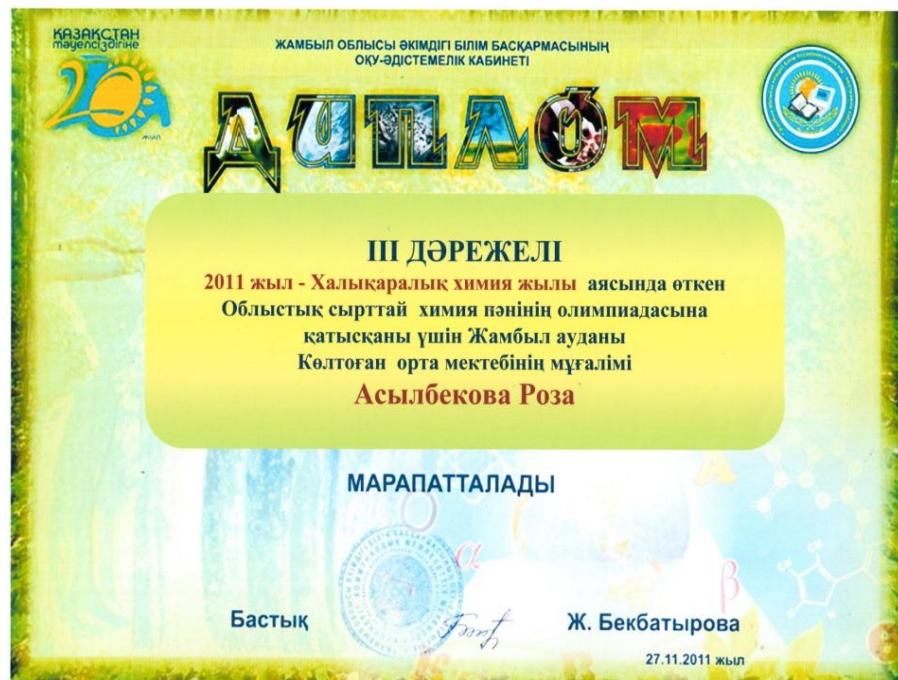 ҚАЗАҚСТАН
тәуелсіздігіне
20
жыл
ЖАМБЫЛ ОБЛЫСЫ ӘКІМДІГІ БІЛІМ БАСҚАРМАСЫНЫҢ
ОҚУ-ӘДІСТЕМЕЛІК КАБИНЕТІ
ДИПЛОМ
III ДӘРЕЖЕЛІ
2011 жыл - Халықаралық химия жылы аясында өткен
Облыстық сырттай химия пәнінің олимпиадасына
қатысқаны үшін Жамбыл ауданы
Көлтоған орта мектебінің мұғалімі
Асылбекова Роза
МАРАПАТТАЛАДЫ
α
β
Бастық
Ж. Бекбатырова
27.11.2011 жыл